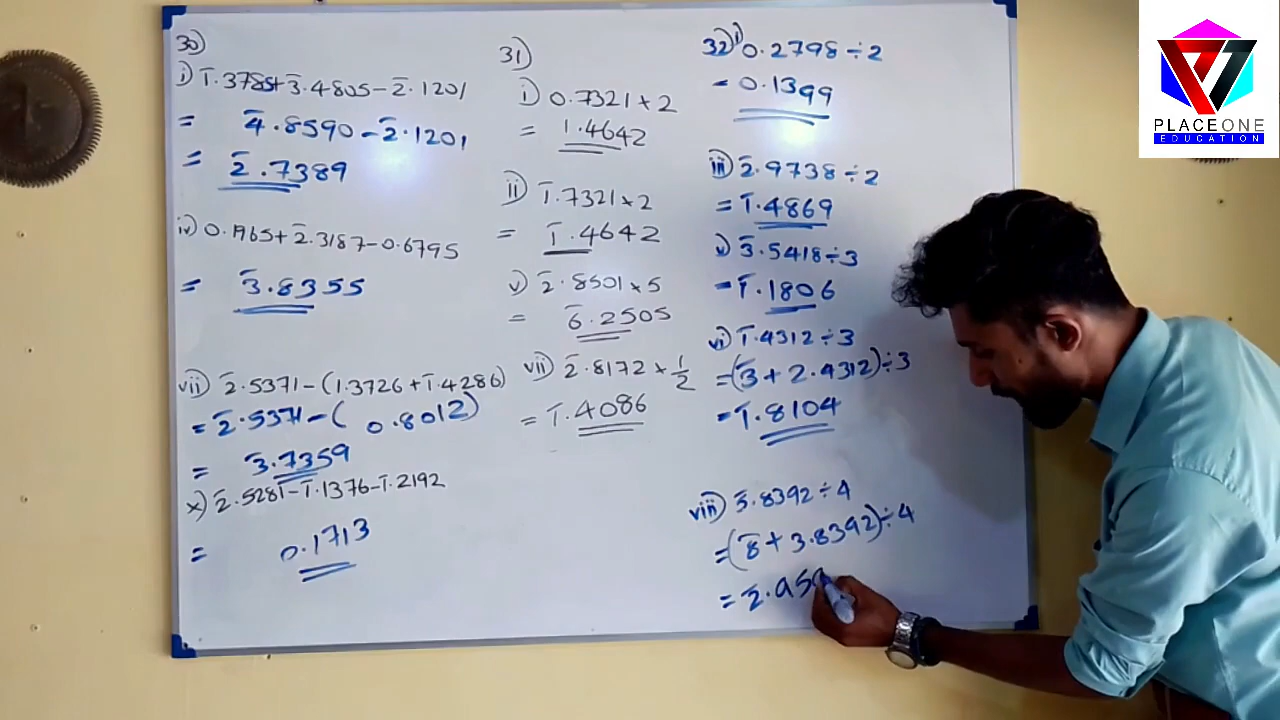 30)
i) 1̄.3785+3̄.4805-2̄.1201
= 4̄.8590-2̄.1201
= 2̄.7389
iv) 0.1965+2̄.3187-0.6795
= 3̄.8355
vii) 2̄.5371-(1.3726+1̄.4286)
= 2̄.5371-( 0.8012)
= 3̄.7359
x) 2̄.5281-1̄.1376-1̄.2192
= 0.1713
31)
i) 0.7321×2
= 1.4642
ii) 1̄.7321×2
= 1̄.4642
v) 2̄.8501×5
= 6̄.2505
vii) 2̄.8172×1/2
= 1̄.4086
32) i) 0.2798÷2
= 0.1399
iii) 2̄.9738÷2
= 1̄.4869
v) 3̄.5418÷3
= 1̄.1806
vi) 1̄.4312÷3
=(3̄+2.4312)÷3
= 1̄.8104
viii) 5̄.8392÷4
=(8̄+3.8392)÷4
= 2̄.95
PLACEONE
EDUCATION